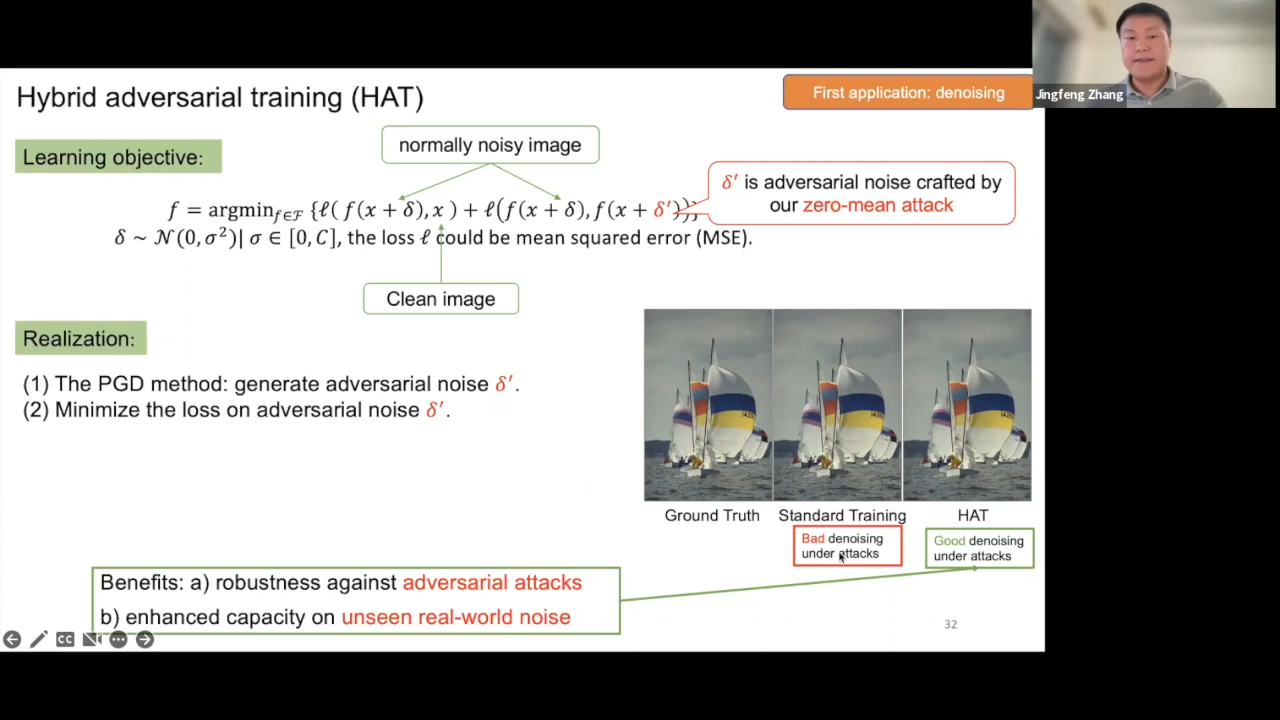 Hybrid adversarial training (HAT)
First application: denoising
Jingfeng Zhang
Learning objective:
normally noisy image
δ′ is adversarial noise crafted by
our zero-mean attack
f = argmin_{f∈ℱ} {ℓ( f(x + δ), x ) + ℓ(f(x + δ), f(x + δ′))}
δ ~ 𝒩(0, σ²)| σ ∈ [0, C], the loss ℓ could be mean squared error (MSE).
Clean image
Realization:
(1) The PGD method: generate adversarial noise δ′.
(2) Minimize the loss on adversarial noise δ′.
Ground Truth
Standard Training
HAT
Bad denoising
under attacks
Good denoising
under attacks
Benefits: a) robustness against adversarial attacks
b) enhanced capacity on unseen real-world noise
CC
32